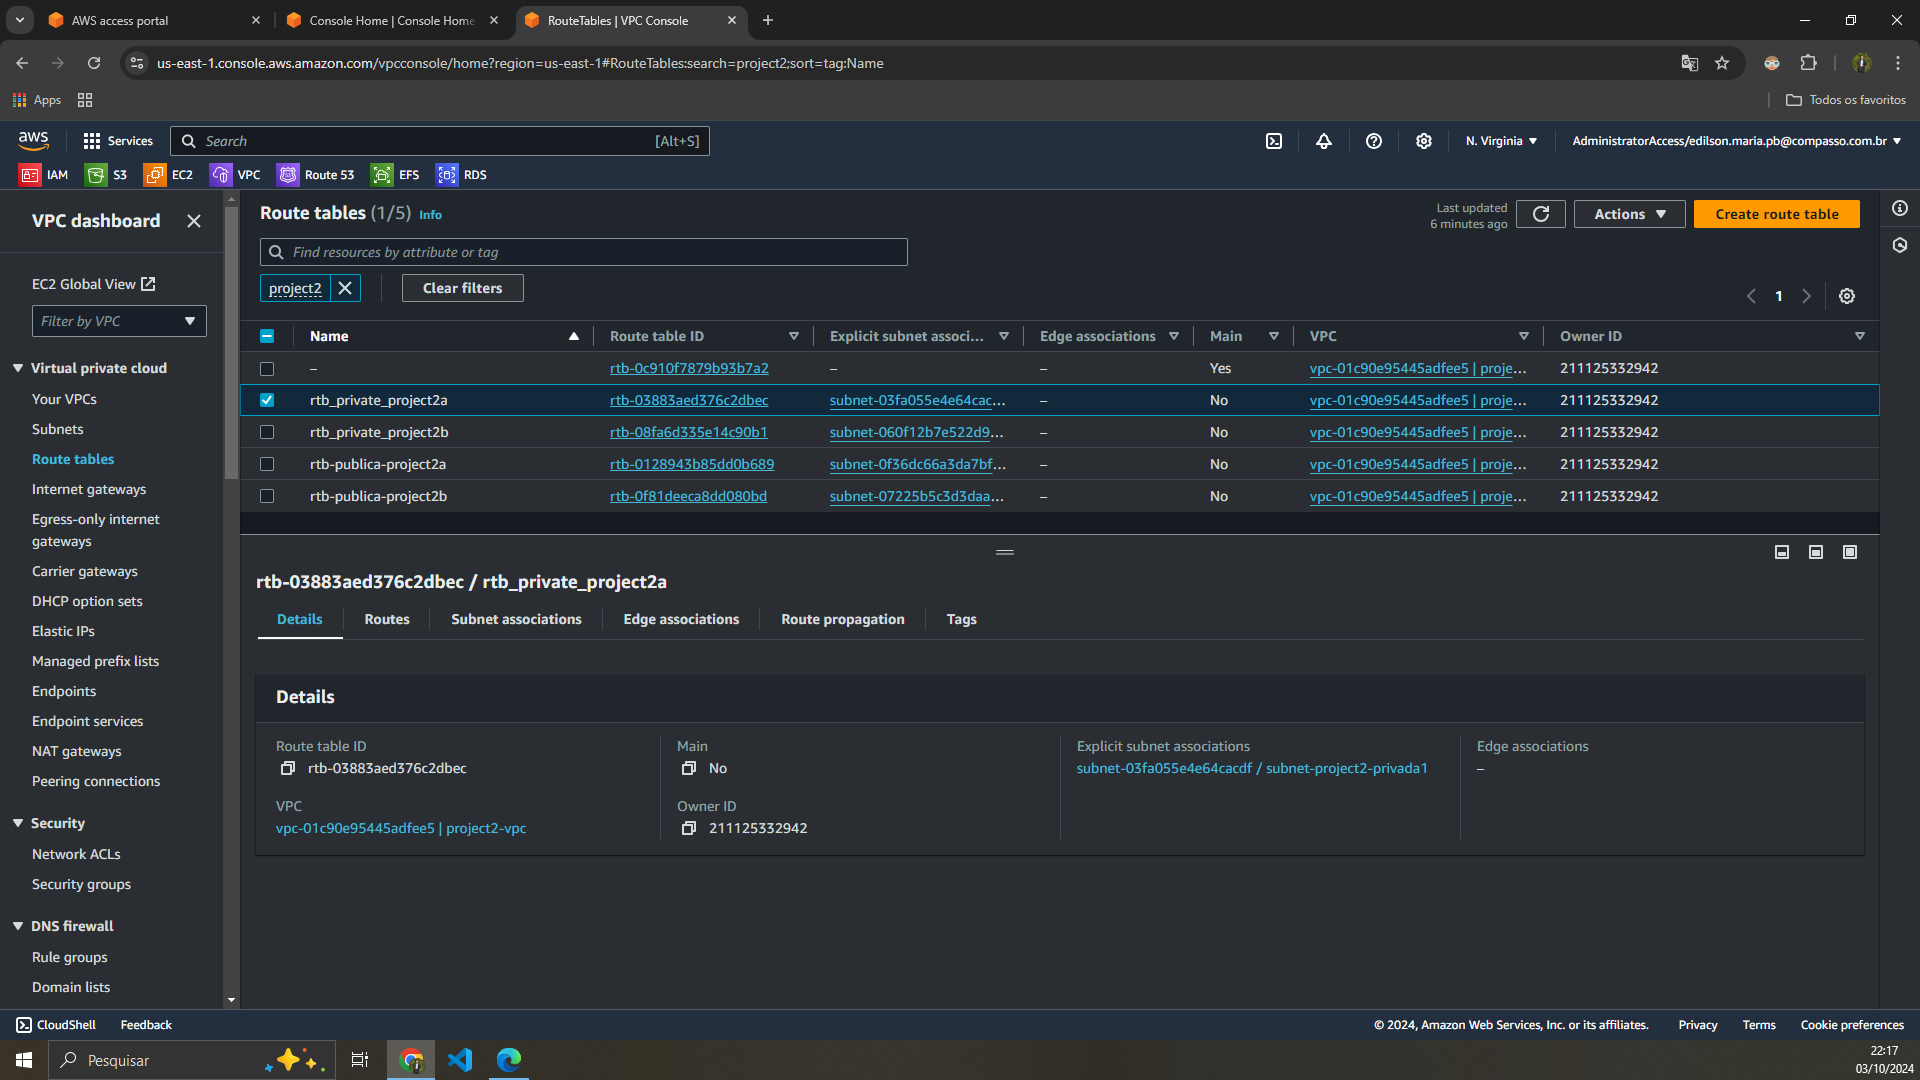 AWS access portal
Console Home | Console Home
RouteTables | VPC Console
us-east-1.console.aws.amazon.com/vpcconsole/home?region=us-east-1#RouteTables:search=project2;sort=tag:Name
Apps
Todos os favoritos
aws
Services
Search
[Alt+S]
N. Virginia
AdministratorAccess/edilson.maria.pb@compasso.com.br
IAM
S3
EC2
VPC
Route 53
EFS
RDS
VPC dashboard
EC2 Global View
Filter by VPC
Virtual private cloud
Your VPCs
Subnets
Route tables
Internet gateways
Egress-only internet
gateways
Carrier gateways
DHCP option sets
Elastic IPs
Managed prefix lists
Endpoints
Endpoint services
NAT gateways
Peering connections
Security
Network ACLs
Security groups
DNS firewall
Rule groups
Domain lists
Route tables (1/5) Info
Last updated
6 minutes ago
Actions
Create route table
Find resources by attribute or tag
project2
Clear filters
1
Name Route table ID Explicit subnet associ... Edge associations Main VPC Owner ID
– rtb-0c910f7879b93b7a2 – – Yes vpc-01c90e95445adfee5 | proje... 211125332942
rtb_private_project2a rtb-03883aed376c2dbec subnet-03fa055e4e64cac... – No vpc-01c90e95445adfee5 | proje... 211125332942
rtb_private_project2b rtb-08fa6d335e14c90b1 subnet-060f12b7e522d9... – No vpc-01c90e95445adfee5 | proje... 211125332942
rtb-publica-project2a rtb-0128943b85dd0b689 subnet-0f36dc66a3da7bf... – No vpc-01c90e95445adfee5 | proje... 211125332942
rtb-publica-project2b rtb-0f81deeca8dd080bd subnet-07225b5c3d3daa... – No vpc-01c90e95445adfee5 | proje... 211125332942
rtb-03883aed376c2dbec / rtb_private_project2a
Details
Routes
Subnet associations
Edge associations
Route propagation
Tags
Details
Route table ID
rtb-03883aed376c2dbec
Main
No
Explicit subnet associations
subnet-03fa055e4e64cacdf / subnet-project2-privada1
Edge associations
–
VPC
vpc-01c90e95445adfee5 | project2-vpc
Owner ID
211125332942
CloudShell
Feedback
© 2024, Amazon Web Services, Inc. or its affiliates.
Privacy
Terms
Cookie preferences
Pesquisar
22:17
03/10/2024